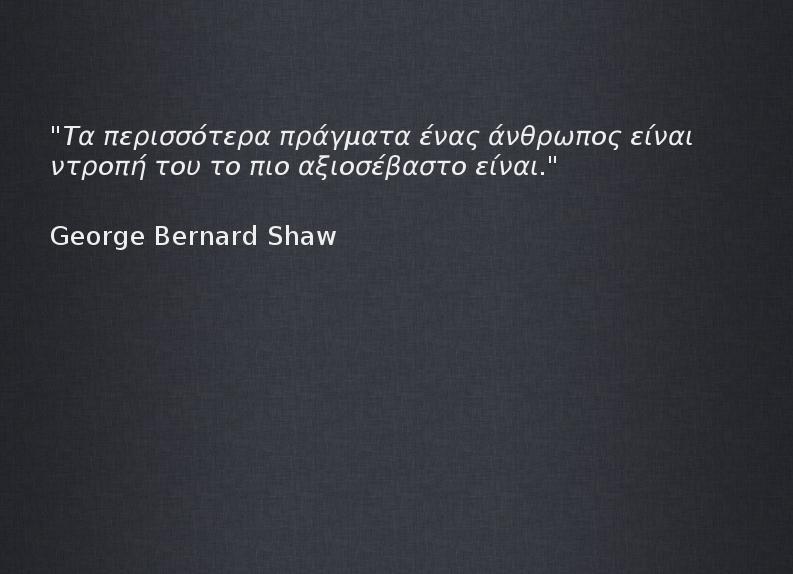 "Τα περισσότερα πράγματα ένας άνθρωπος είναι
ντροπή του το πιο αξιοσέβαστο είναι."
George Bernard Shaw